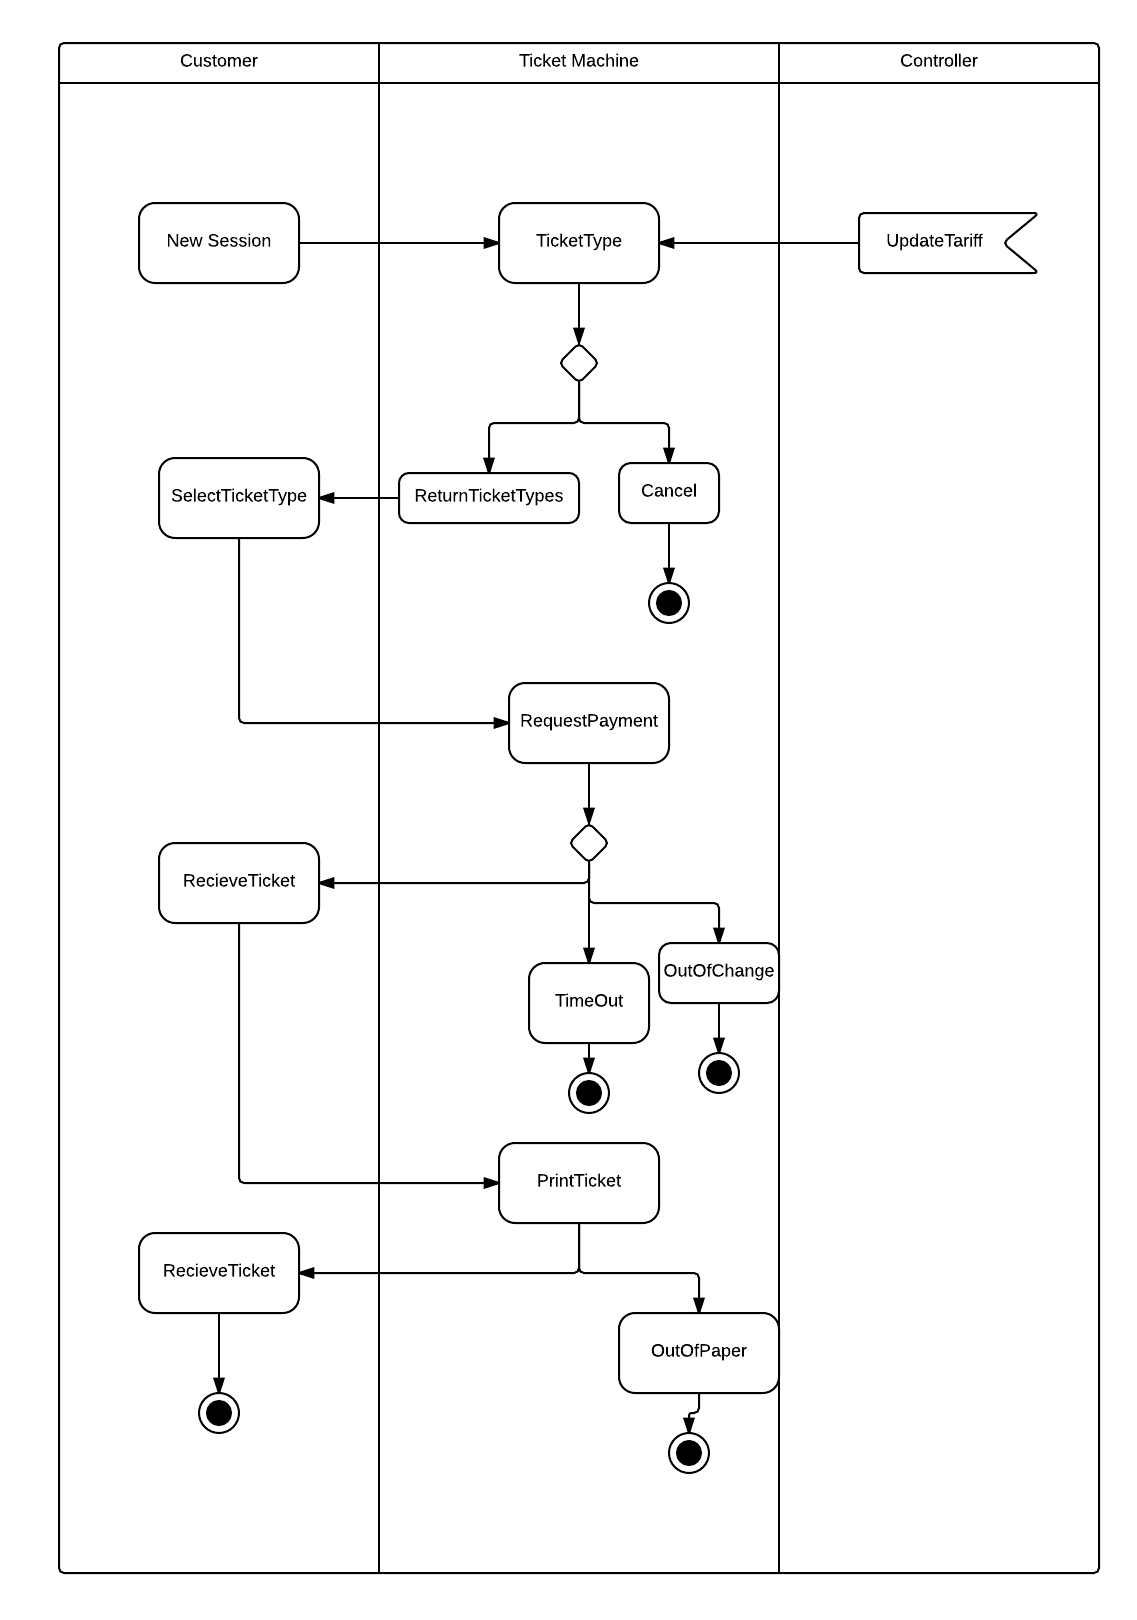 Customer
Ticket Machine
Controller
New Session
TicketType
UpdateTariff
SelectTicketType
ReturnTicketTypes
Cancel
RequestPayment
RecieveTicket
OutOfChange
TimeOut
PrintTicket
RecieveTicket
OutOfPaper